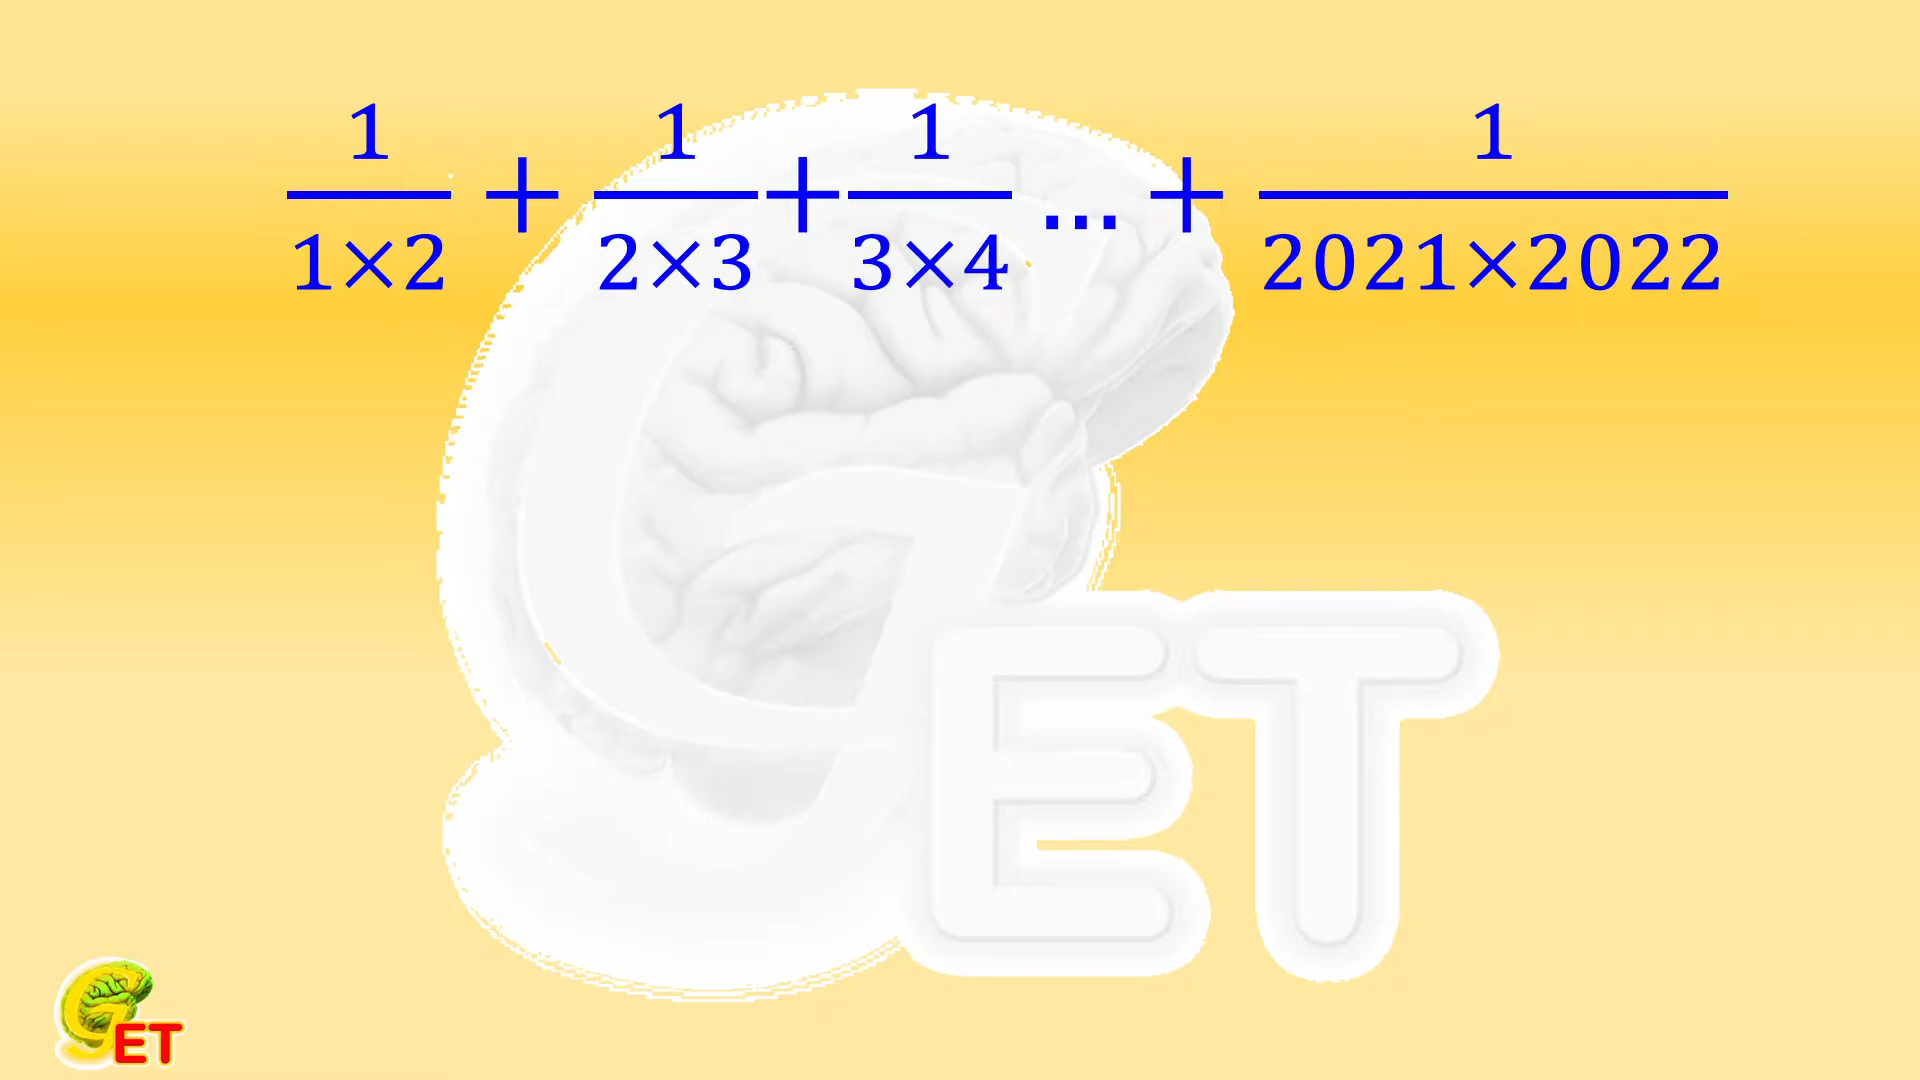 1/(1×2) + 1/(2×3) + 1/(3×4) ... + 1/(2021×2022)
GET
GET